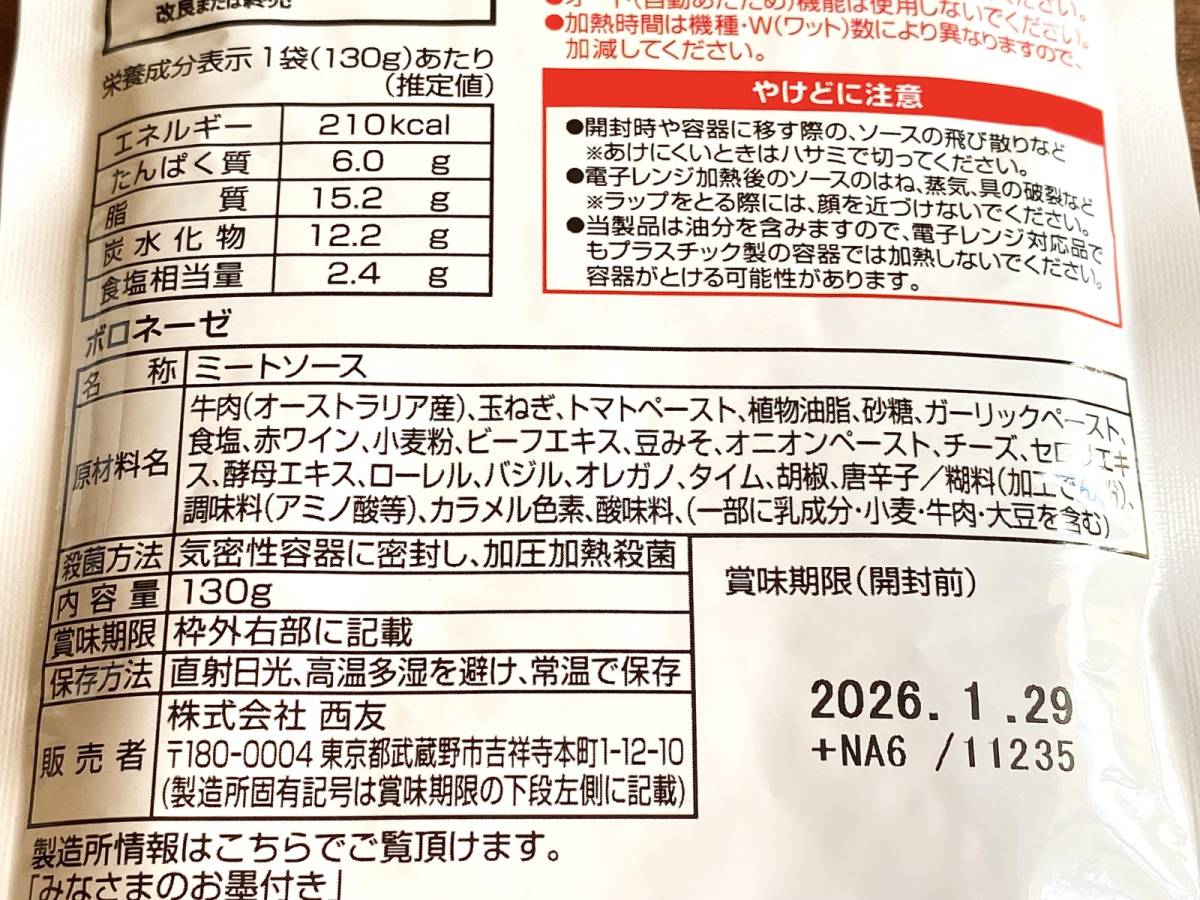 改良または終売
オート(自動あたため)機能は使用しないでください。
●加熱時間は機種・W(ワット)数により異なりますので、
加減してください。
栄養成分表示 1袋(130g)あたり
(推定値)
エネルギー 210kcal
たんぱく質 6.0 g
脂質 15.2 g
炭水化物 12.2 g
食塩相当量 2.4 g
やけどに注意
●開封時や容器に移す際の、ソースの飛び散りなど
※あけにくいときはハサミで切ってください。
●電子レンジ加熱後のソースのはね、蒸気、具の破裂など
※ラップをとる際には、顔を近づけないでください。
●当製品は油分を含みますので、電子レンジ対応品で
もプラスチック製の容器では加熱しないでください。
容器がとける可能性があります。
ボロネーゼ
名称 ミートソース
原材料名 牛肉(オーストラリア産)、玉ねぎ、トマトペースト、植物油脂、砂糖、ガーリックペースト、
食塩、赤ワイン、小麦粉、ビーフエキス、豆みそ、オニオンペースト、チーズ、セロリエキ
ス、酵母エキス、ローレル、バジル、オレガノ、タイム、胡椒、唐辛子/糊料(加工でん粉)、
調味料(アミノ酸等)、カラメル色素、酸味料、(一部に乳成分・小麦・牛肉・大豆を含む)
殺菌方法 気密性容器に密封し、加圧加熱殺菌
内容量 130g
賞味期限 枠外右部に記載
保存方法 直射日光、高温多湿を避け、常温で保存
販売者 株式会社 西友
〒180-0004 東京都武蔵野市吉祥寺本町1-12-10
(製造所固有記号は賞味期限の下段左側に記載)
賞味期限(開封前)
2026. 1 .29
+NA6 /11235
製造所情報はこちらでご覧頂けます。
「みなさまのお墨付き」